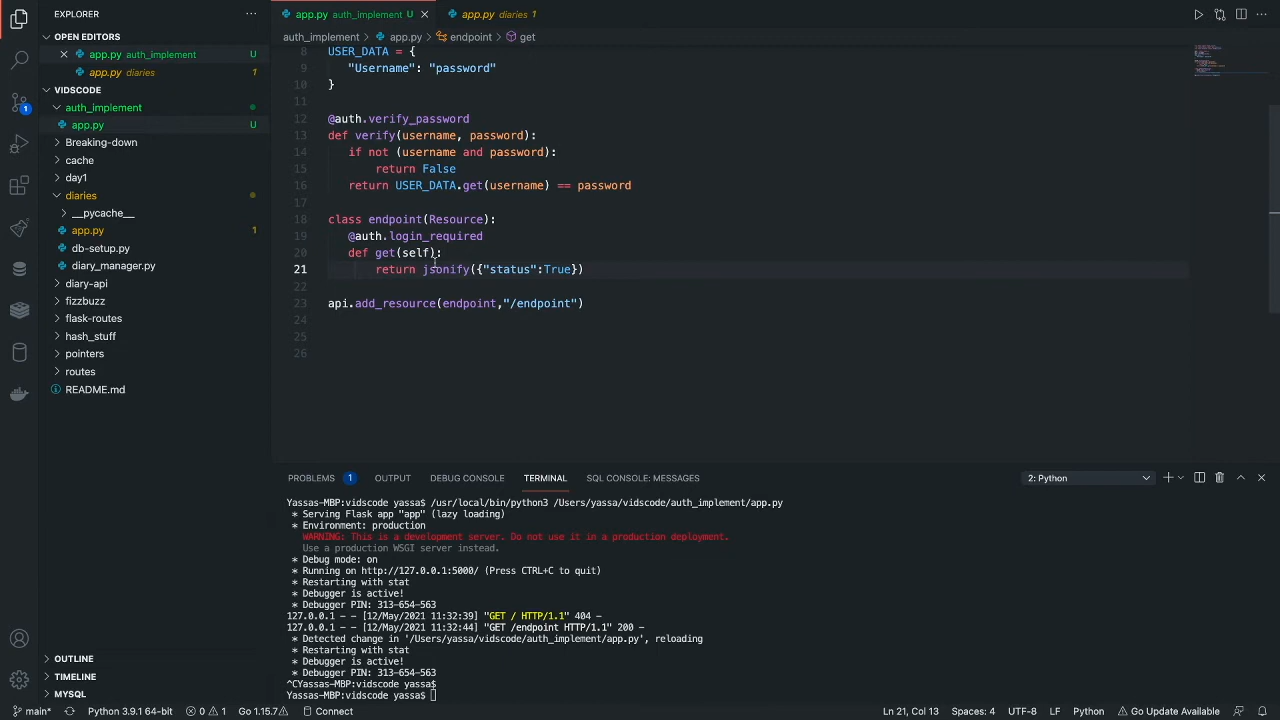 EXPLORER
···
OPEN EDITORS
app.py auth_implement U
app.py diaries 1
VIDSCODE
auth_implement
app.py U
Breaking-down
cache
day1
diaries
__pycache__
app.py 1
db-setup.py
diary_manager.py
diary-api
fizzbuzz
flask-routes
hash_stuff
pointers
routes
README.md
OUTLINE
TIMELINE
MYSQL
1
app.py auth_implement U
app.py diaries 1
auth_implement > app.py > endpoint > get
8 USER_DATA = {
9 "Username": "password"
10 }
11
12 @auth.verify_password
13 def verify(username, password):
14 if not (username and password):
15 return False
16 return USER_DATA.get(username) == password
17
18 class endpoint(Resource):
19 @auth.login_required
20 def get(self):
21 return jsonify({"status":True})
22
23 api.add_resource(endpoint,"/endpoint")
24
25
26
PROBLEMS 1 OUTPUT DEBUG CONSOLE TERMINAL SQL CONSOLE: MESSAGES 2: Python
Yassas-MBP:vidscode yassa$ /usr/local/bin/python3 /Users/yassa/vidscode/auth_implement/app.py
* Serving Flask app "app" (lazy loading)
* Environment: production
WARNING: This is a development server. Do not use it in a production deployment.
Use a production WSGI server instead.
* Debug mode: on
* Running on http://127.0.0.1:5000/ (Press CTRL+C to quit)
* Restarting with stat
* Debugger is active!
* Debugger PIN: 313-654-563
127.0.0.1 - - [12/May/2021 11:32:39] "GET / HTTP/1.1" 404 -
127.0.0.1 - - [12/May/2021 11:32:44] "GET /endpoint HTTP/1.1" 200 -
* Detected change in '/Users/yassa/vidscode/auth_implement/app.py', reloading
* Restarting with stat
* Debugger is active!
* Debugger PIN: 313-654-563
^CYassas-MBP:vidscode yassa$
Yassas-MBP:vidscode yassa$
main* Python 3.9.1 64-bit 0 1 Go 1.15.7 Connect Ln 21, Col 13 Spaces: 4 UTF-8 LF Python Go Update Available